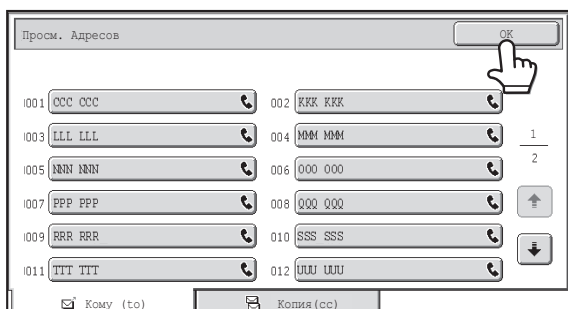 Просм. Адресов OK
001 CCC CCC 002 KKK KKK
003 LLL LLL 004 MMM MMM
1
005 NNN NNN 006 OOO OOO
2
007 PPP PPP 008 QQQ QQQ
009 RRR RRR 010 SSS SSS
011 TTT TTT 012 UUU UUU
Кому (to) Копия(cc)